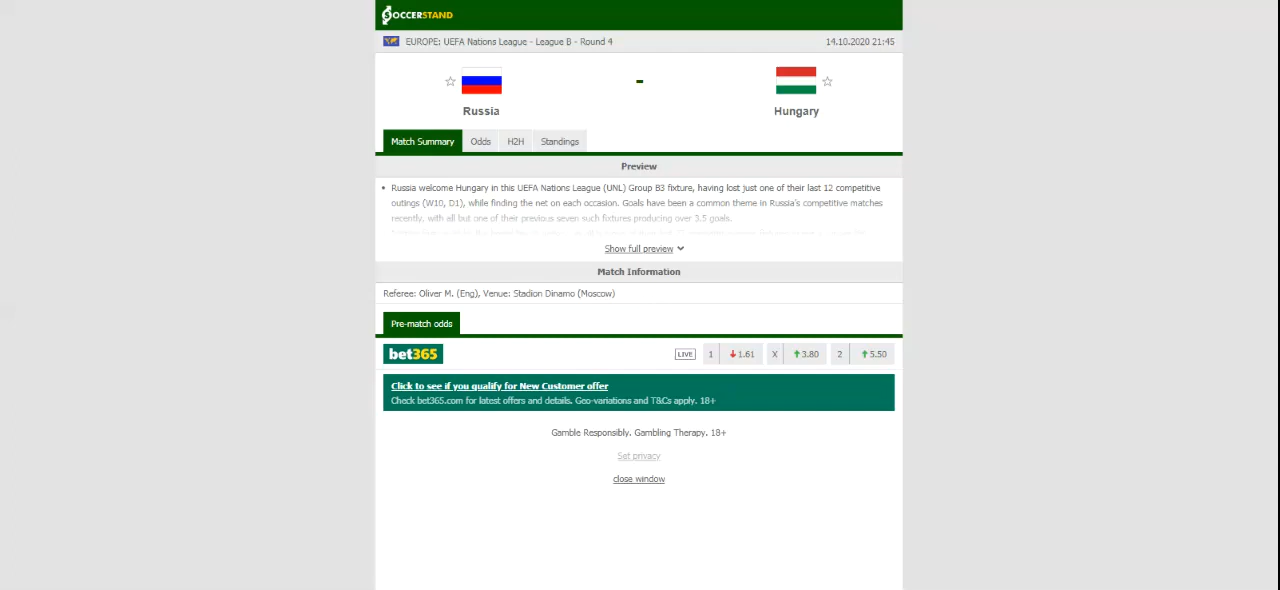 SOCCERSTAND
EUROPE: UEFA Nations League - League B - Round 4
14.10.2020 21:45
-
Russia
Hungary
Match Summary
Odds
H2H
Standings
Preview
• Russia welcome Hungary in this UEFA Nations League (UNL) Group B3 fixture, having lost just one of their last 12 competitive
outings (W10, D1), while finding the net on each occasion. Goals have been a common theme in Russia's competitive matches
recently, with all but one of their previous seven such fixtures producing over 3.5 goals.
Show full preview
Match Information
Referee: Oliver M. (Eng), Venue: Stadion Dinamo (Moscow)
Pre-match odds
bet365
LIVE
1
1.61
X
3.80
2
5.50
Click to see if you qualify for New Customer offer
Check bet365.com for latest offers and details. Geo-variations and T&Cs apply. 18+
Gamble Responsibly. Gambling Therapy. 18+
Set privacy
close window